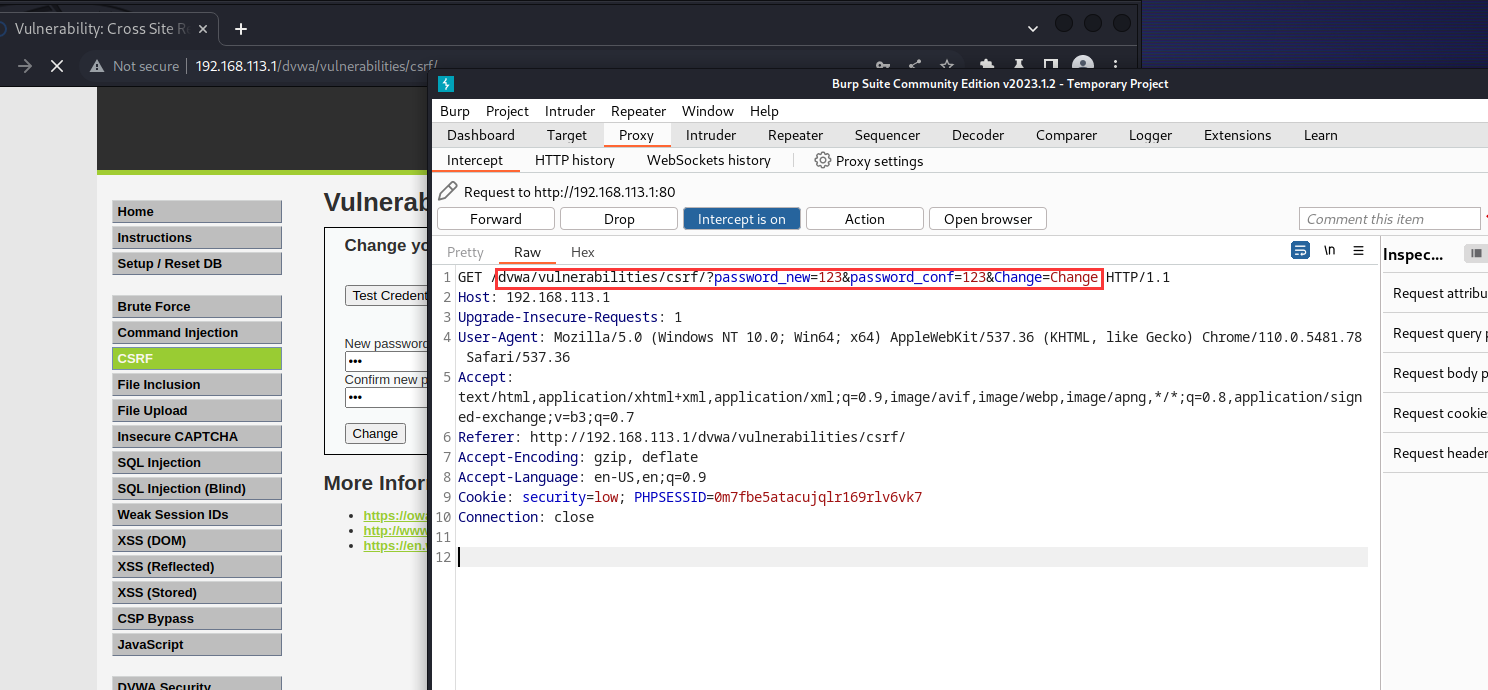 Vulnerability: Cross Site Re
Not secure 192.168.113.1/dvwa/vulnerabilities/csrf/
Home
Instructions
Setup / Reset DB
Brute Force
Command Injection
CSRF
File Inclusion
File Upload
Insecure CAPTCHA
SQL Injection
SQL Injection (Blind)
Weak Session IDs
XSS (DOM)
XSS (Reflected)
XSS (Stored)
CSP Bypass
JavaScript
DVWA Security
Vulnerab
Change yo
Test Credent
New password
•••
Confirm new p
•••
Change
More Infor
https://owa
http://www
https://en.
Burp Suite Community Edition v2023.1.2 - Temporary Project
Burp Project Intruder Repeater Window Help
Dashboard Target Proxy Intruder Repeater Sequencer Decoder Comparer Logger Extensions Learn
Intercept HTTP history WebSockets history Proxy settings
Request to http://192.168.113.1:80
Forward Drop Intercept is on Action Open browser Comment this item
Pretty Raw Hex \n
1 GET /dvwa/vulnerabilities/csrf/?password_new=123&password_conf=123&Change=Change HTTP/1.1
2 Host: 192.168.113.1
3 Upgrade-Insecure-Requests: 1
4 User-Agent: Mozilla/5.0 (Windows NT 10.0; Win64; x64) AppleWebKit/537.36 (KHTML, like Gecko) Chrome/110.0.5481.78
Safari/537.36
5 Accept:
text/html,application/xhtml+xml,application/xml;q=0.9,image/avif,image/webp,image/apng,*/*;q=0.8,application/sign
ed-exchange;v=b3;q=0.7
6 Referer: http://192.168.113.1/dvwa/vulnerabilities/csrf/
7 Accept-Encoding: gzip, deflate
8 Accept-Language: en-US,en;q=0.9
9 Cookie: security=low; PHPSESSID=0m7fbe5atacujqlr169rlv6vk7
10 Connection: close
11
12
Inspec...
Request attribu
Request query p
Request body p
Request cookie
Request header